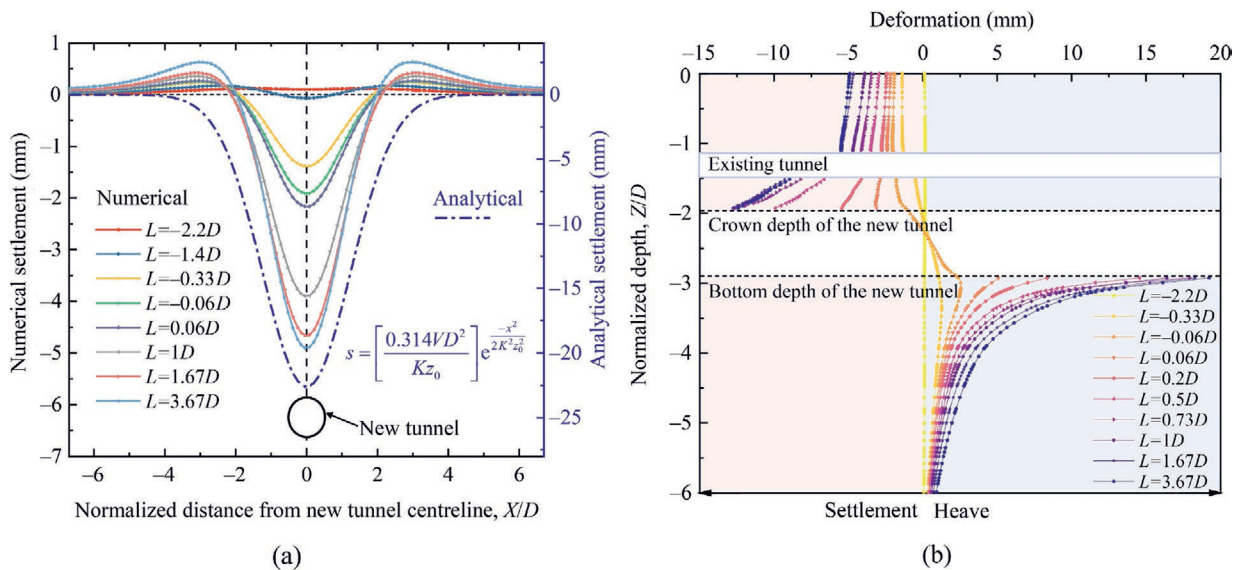 1
0
−1
−2
−3
−4
−5
−6
−7
Numerical settlement (mm)
Numerical
L=−2.2D
L=−1.4D
L=−0.33D
L=−0.06D
L=0.06D
L=1D
L=1.67D
L=3.67D
Analytical
s = [0.314VD²/Kz₀] e^(−x²/2K²z₀²)
New tunnel
0
−5
−10
−15
−20
−25
Analytical settlement (mm)
−6 −4 −2 0 2 4 6
Normalized distance from new tunnel centreline, X/D
(a)
Deformation (mm)
−15 −10 −5 0 5 10 15 20
0
−1
−2
−3
−4
−5
−6
Normalized depth, Z/D
Existing tunnel
Crown depth of the new tunnel
Bottom depth of the new tunnel
L=−2.2D
L=−0.33D
L=−0.06D
L=0.06D
L=0.2D
L=0.5D
L=0.73D
L=1D
L=1.67D
L=3.67D
Settlement Heave
(b)